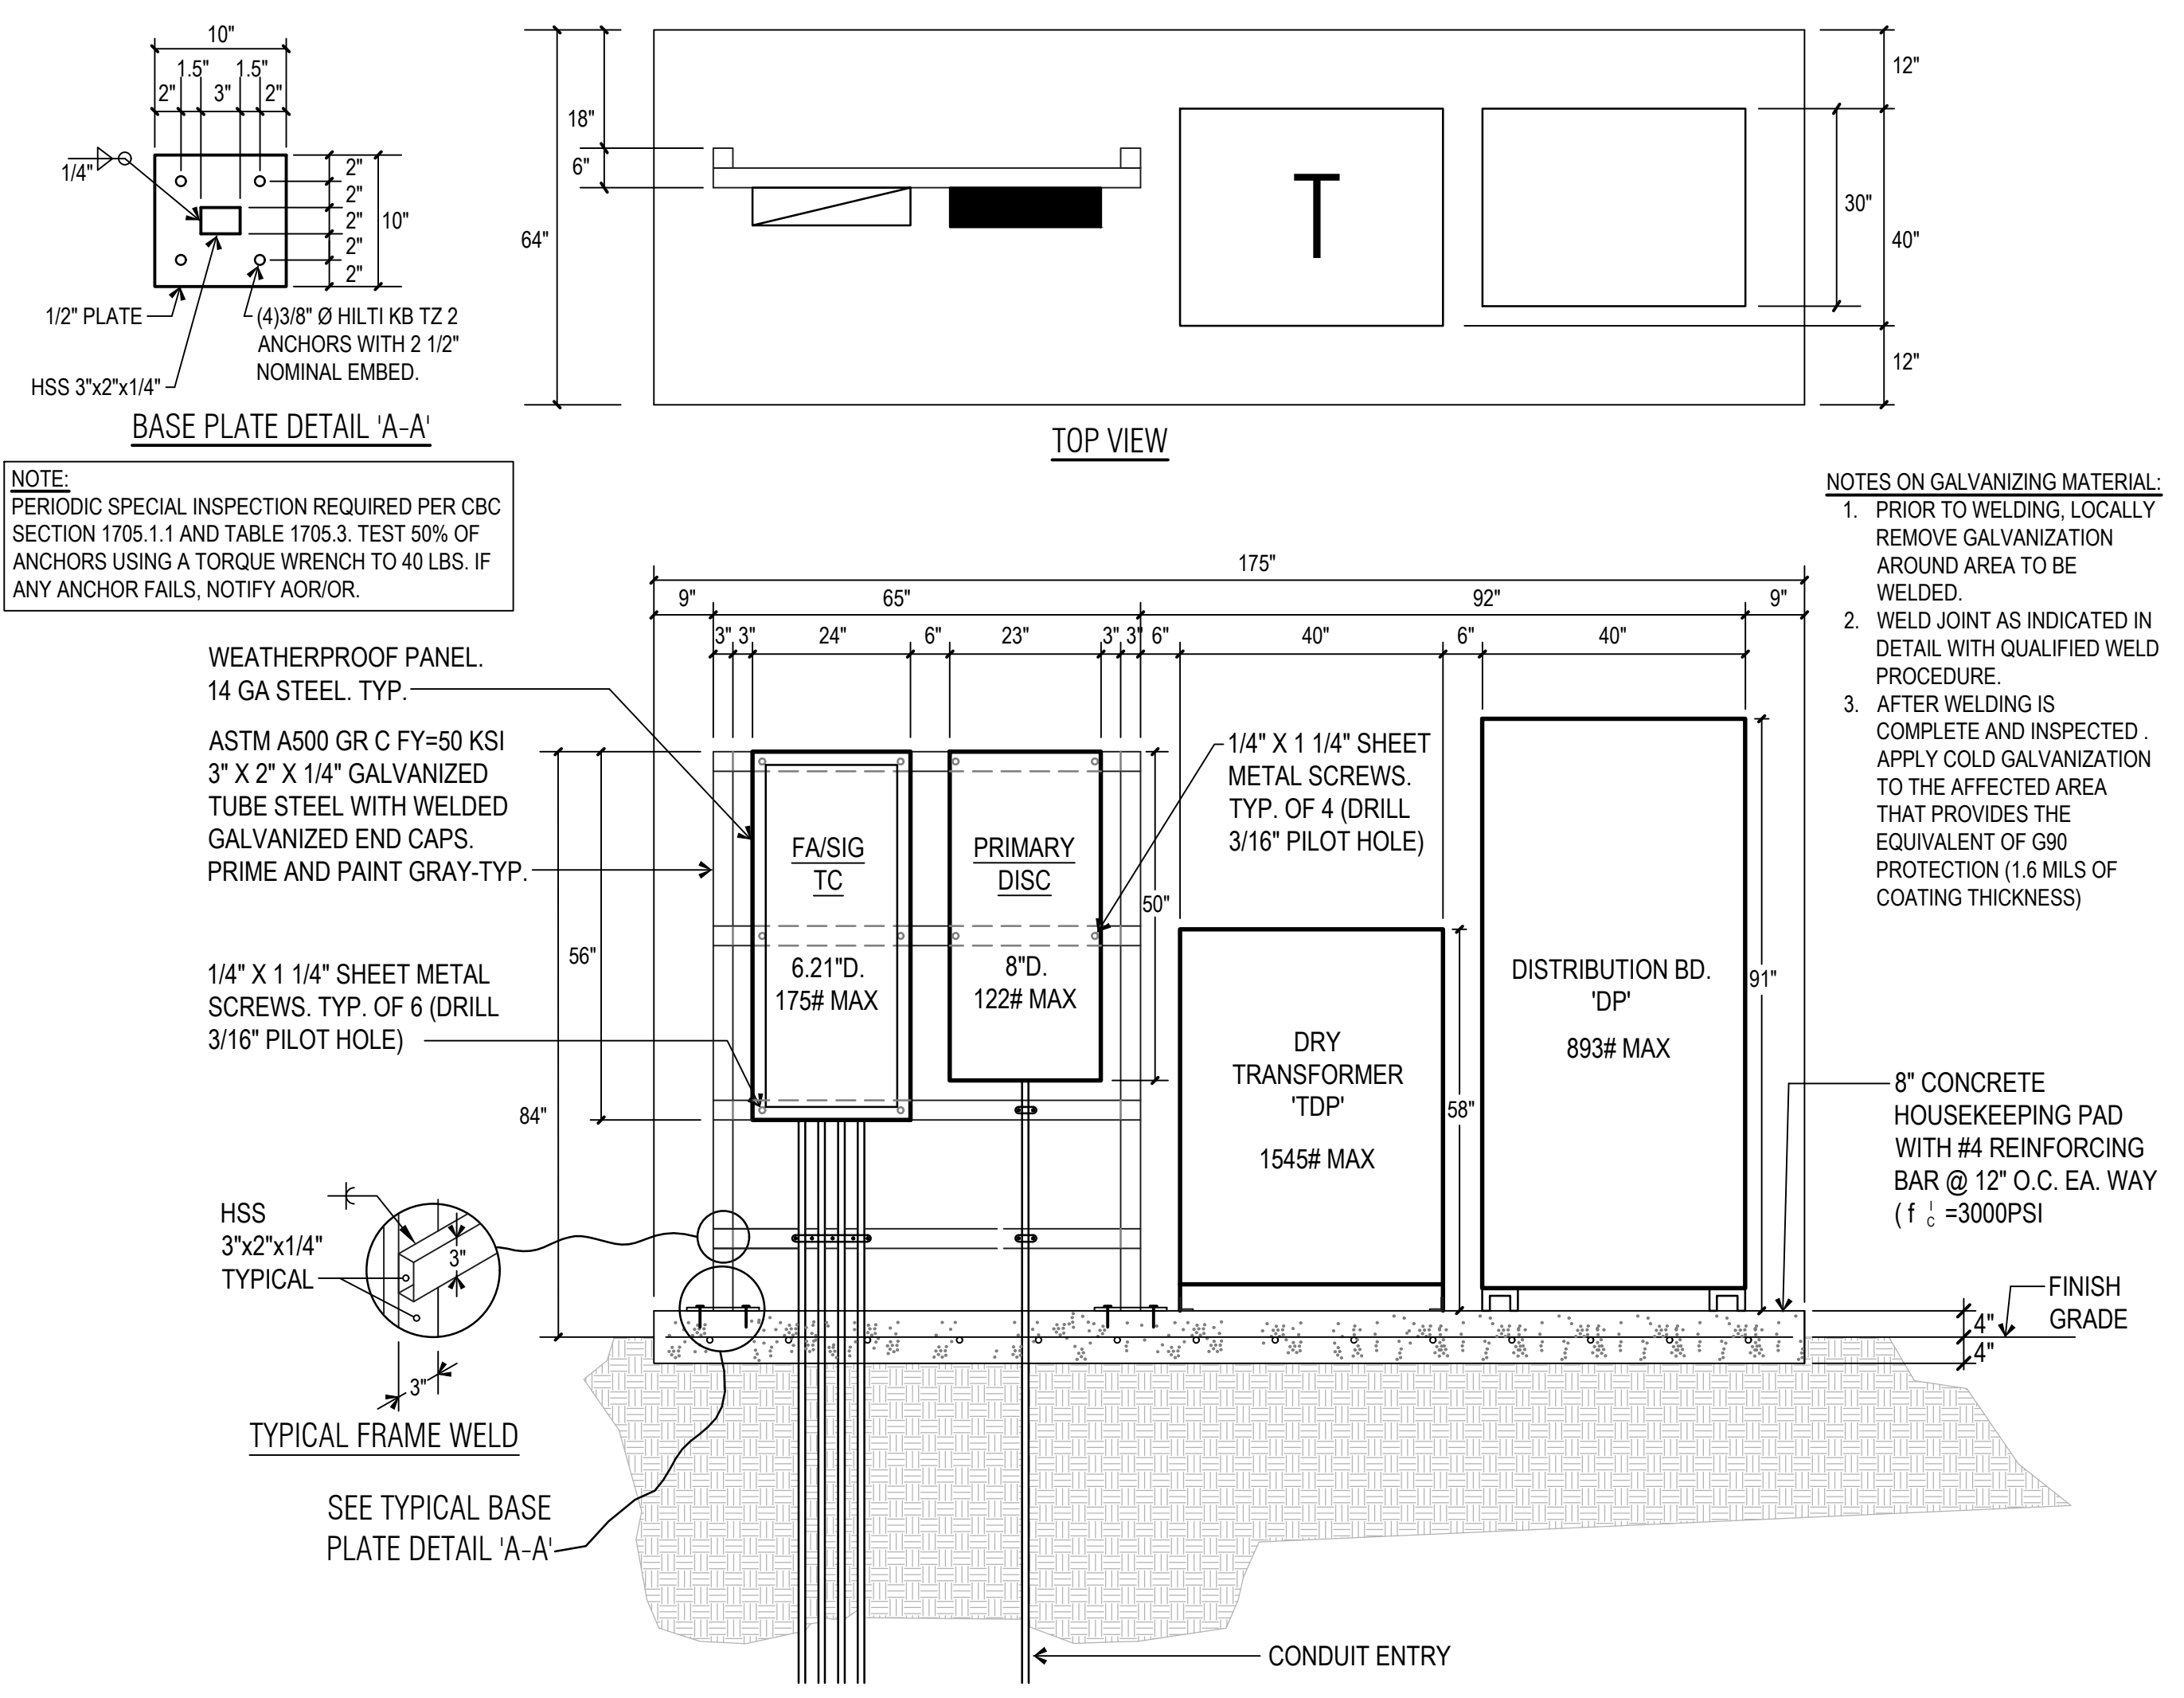 10"
1.5" 1.5"
2" 3" 2"
1/4"
2"
2"
2"
2"
2"
10"
1/2" PLATE
(4)3/8" Ø HILTI KB TZ 2
ANCHORS WITH 2 1/2"
NOMINAL EMBED.
HSS 3"x2"x1/4"
BASE PLATE DETAIL 'A-A'
18"
6"
64"
T
12"
30"
40"
12"
TOP VIEW
NOTE:
PERIODIC SPECIAL INSPECTION REQUIRED PER CBC
SECTION 1705.1.1 AND TABLE 1705.3. TEST 50% OF
ANCHORS USING A TORQUE WRENCH TO 40 LBS. IF
ANY ANCHOR FAILS, NOTIFY AOR/OR.
NOTES ON GALVANIZING MATERIAL:
1. PRIOR TO WELDING, LOCALLY
REMOVE GALVANIZATION
AROUND AREA TO BE
WELDED.
2. WELD JOINT AS INDICATED IN
DETAIL WITH QUALIFIED WELD
PROCEDURE.
3. AFTER WELDING IS
COMPLETE AND INSPECTED .
APPLY COLD GALVANIZATION
TO THE AFFECTED AREA
THAT PROVIDES THE
EQUIVALENT OF G90
PROTECTION (1.6 MILS OF
COATING THICKNESS)
175"
9" 65" 92" 9"
3" 3" 24" 6" 23" 3" 3" 6" 40" 6" 40"
WEATHERPROOF PANEL.
14 GA STEEL. TYP.
ASTM A500 GR C FY=50 KSI
3" X 2" X 1/4" GALVANIZED
TUBE STEEL WITH WELDED
GALVANIZED END CAPS.
PRIME AND PAINT GRAY-TYP.
1/4" X 1 1/4" SHEET METAL
SCREWS. TYP. OF 6 (DRILL
3/16" PILOT HOLE)
84"
56"
FA/SIG
TC
6.21"D.
175# MAX
PRIMARY
DISC
8"D.
122# MAX
50"
1/4" X 1 1/4" SHEET
METAL SCREWS.
TYP. OF 4 (DRILL
3/16" PILOT HOLE)
DRY
TRANSFORMER
'TDP'
1545# MAX
58"
DISTRIBUTION BD.
'DP'
893# MAX
91"
8" CONCRETE
HOUSEKEEPING PAD
WITH #4 REINFORCING
BAR @ 12" O.C. EA. WAY
( f 'c =3000PSI
FINISH
GRADE
4"
4"
HSS
3"x2"x1/4"
TYPICAL
3"
3"
TYPICAL FRAME WELD
SEE TYPICAL BASE
PLATE DETAIL 'A-A'
CONDUIT ENTRY